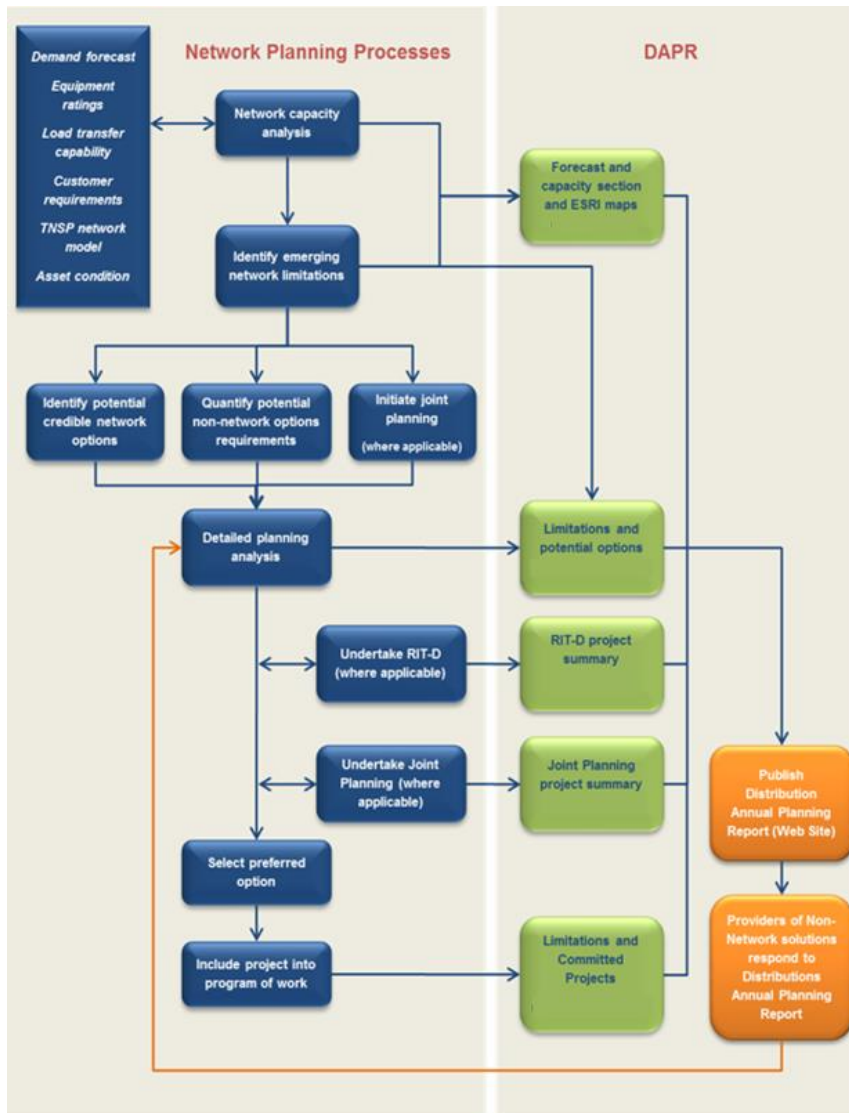 Network Planning Processes
DAPR
Demand forecast
Equipment
ratings
Load transfer
capability
Customer
requirements
TNSP network
model
Asset condition
Network capacity
analysis
Forecast and
capacity section
and ESRI maps
Identify emerging
network limitations
Identify potential
credible network
options
Quantify potential
non-network options
requirements
Initiate joint
planning
(where applicable)
Detailed planning
analysis
Limitations and
potential options
Undertake RIT-D
(where applicable)
RIT-D project
summary
Undertake Joint
Planning (where
applicable)
Joint Planning
project summary
Publish
Distribution
Annual Planning
Report (Web Site)
Select preferred
option
Include project into
program of work
Limitations and
Committed
Projects
Providers of Non-
Network solutions
respond to
Distributions
Annual Planning
Report